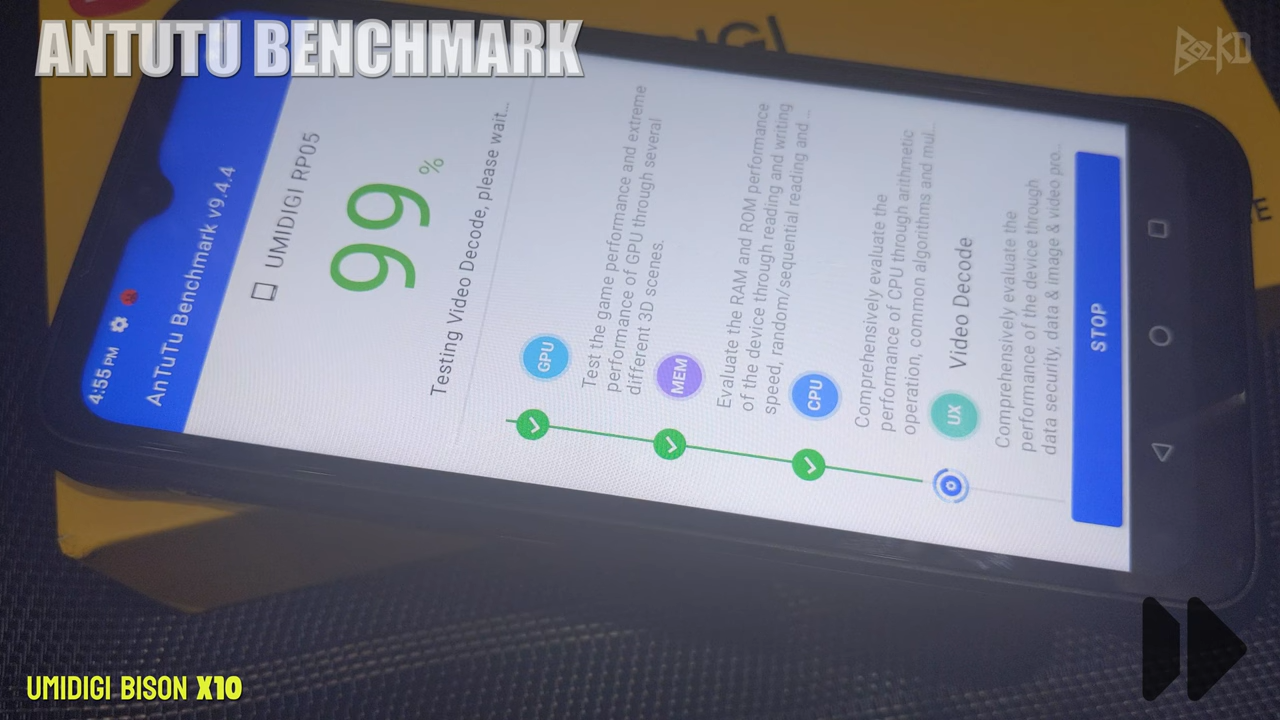 ANTUTU BENCHMARK
BozKD
4:55 PM
AnTuTu Benchmark v9.4.4
UMIDIGI RP05
99%
Testing Video Decode, please wait...
GPU
Test the game performance and extreme
performance of GPU through several
different 3D scenes.
MEM
Evaluate the RAM and ROM performance
of the device through reading and writing
speed, random/sequential reading and ...
CPU
Comprehensively evaluate the
performance of CPU through arithmetic
operation, common algorithms and mul...
UX
Video Decode
Comprehensively evaluate the
performance of the device through
data security, data & image & video pro...
STOP
UMIDIGI BISON X10